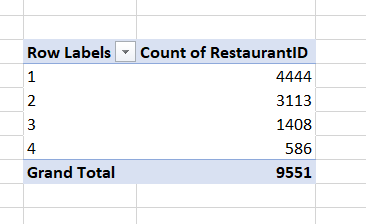 Row Labels Count of RestaurantID
1 4444
2 3113
3 1408
4 586
Grand Total 9551